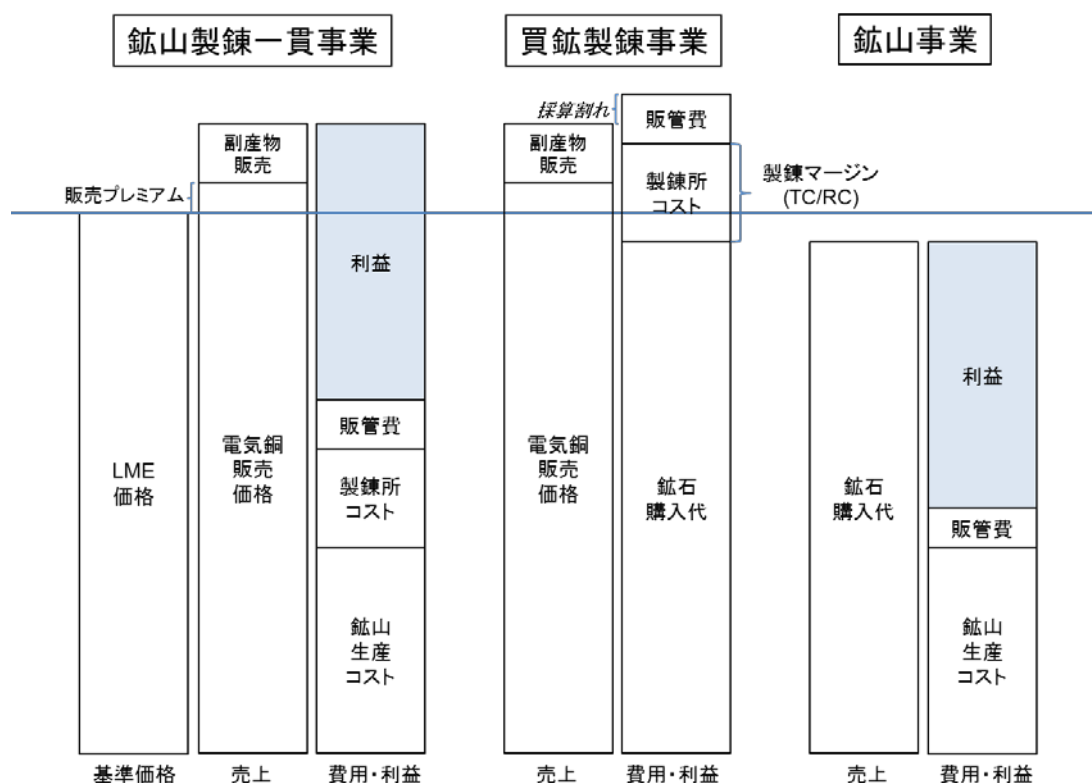 鉱山製錬一貫事業
買鉱製錬事業
鉱山事業
販売プレミアム
LME
価格
副産物
販売
電気銅
販売
価格
利益
販管費
製錬所
コスト
鉱山
生産
コスト
採算割れ
副産物
販売
電気銅
販売
価格
販管費
製錬所
コスト
鉱石
購入代
製錬マージン
(TC/RC)
鉱石
購入代
利益
販管費
鉱山
生産
コスト
基準価格
売上
費用・利益
売上
費用・利益
売上
費用・利益